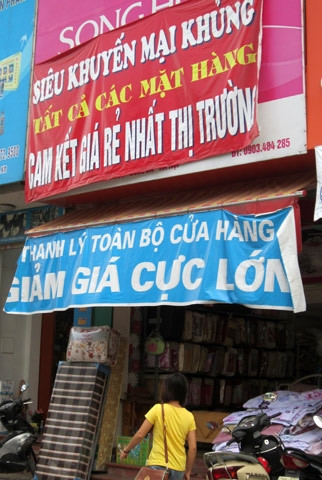 SONG H
SIÊU KHUYẾN MẠI KHỦNG
TẤT CẢ CÁC MẶT HÀNG
CAM KẾT GIÁ RẺ NHẤT THỊ TRƯỜNG
ĐT: 0903.484 285
THANH LÝ TOÀN BỘ CỬA HÀNG
GIẢM GIÁ CỰC LỚN